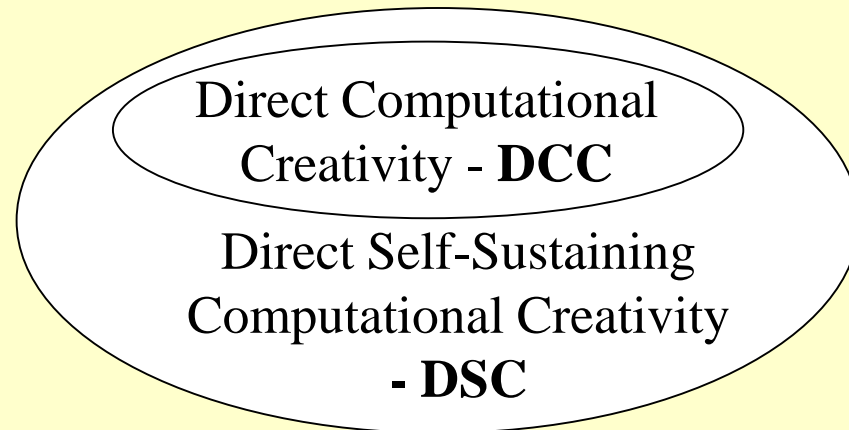 Direct Computational
Creativity - DCC
Direct Self-Sustaining
Computational Creativity
- DSC